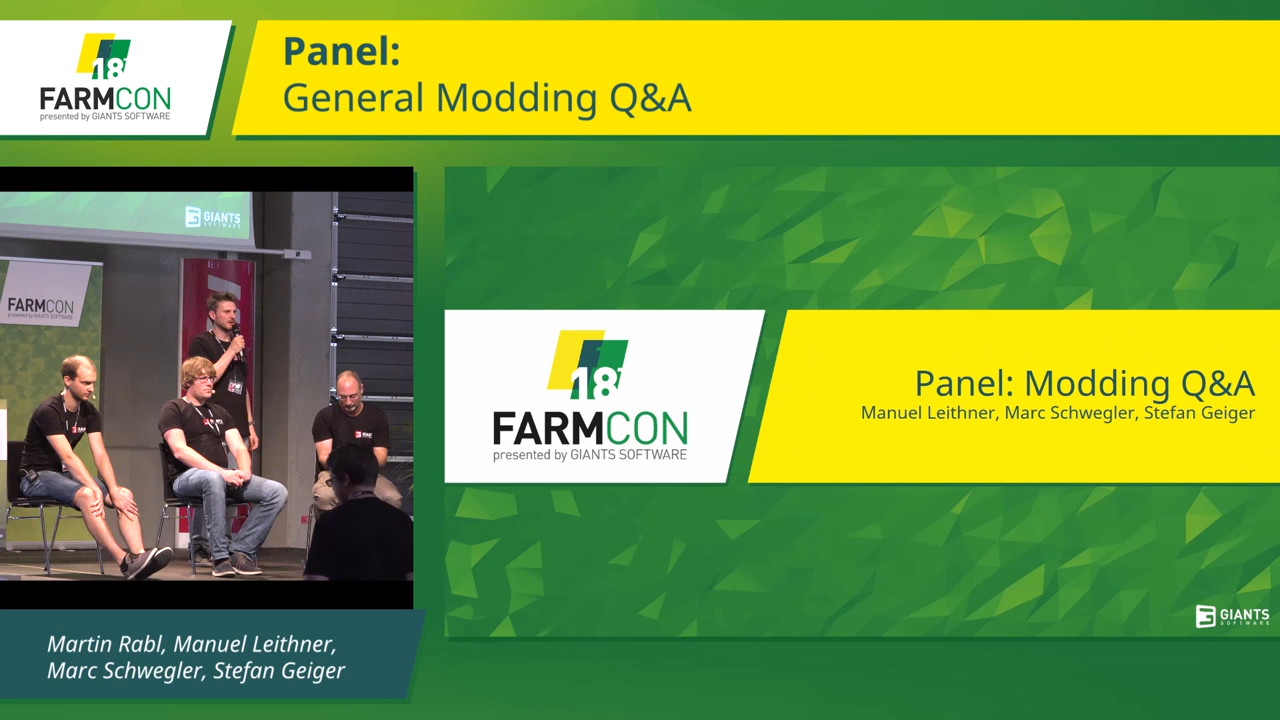 18
FARMCON
presented by GIANTS SOFTWARE
Panel:
General Modding Q&A
GIANTS
SOFTWARE
FARMCON
presented by GIANTS SOFTWARE
18
FARMCON
presented by GIANTS SOFTWARE
Panel: Modding Q&A
Manuel Leithner, Marc Schwegler, Stefan Geiger
GIANTS
SOFTWARE
Martin Rabl, Manuel Leithner,
Marc Schwegler, Stefan Geiger